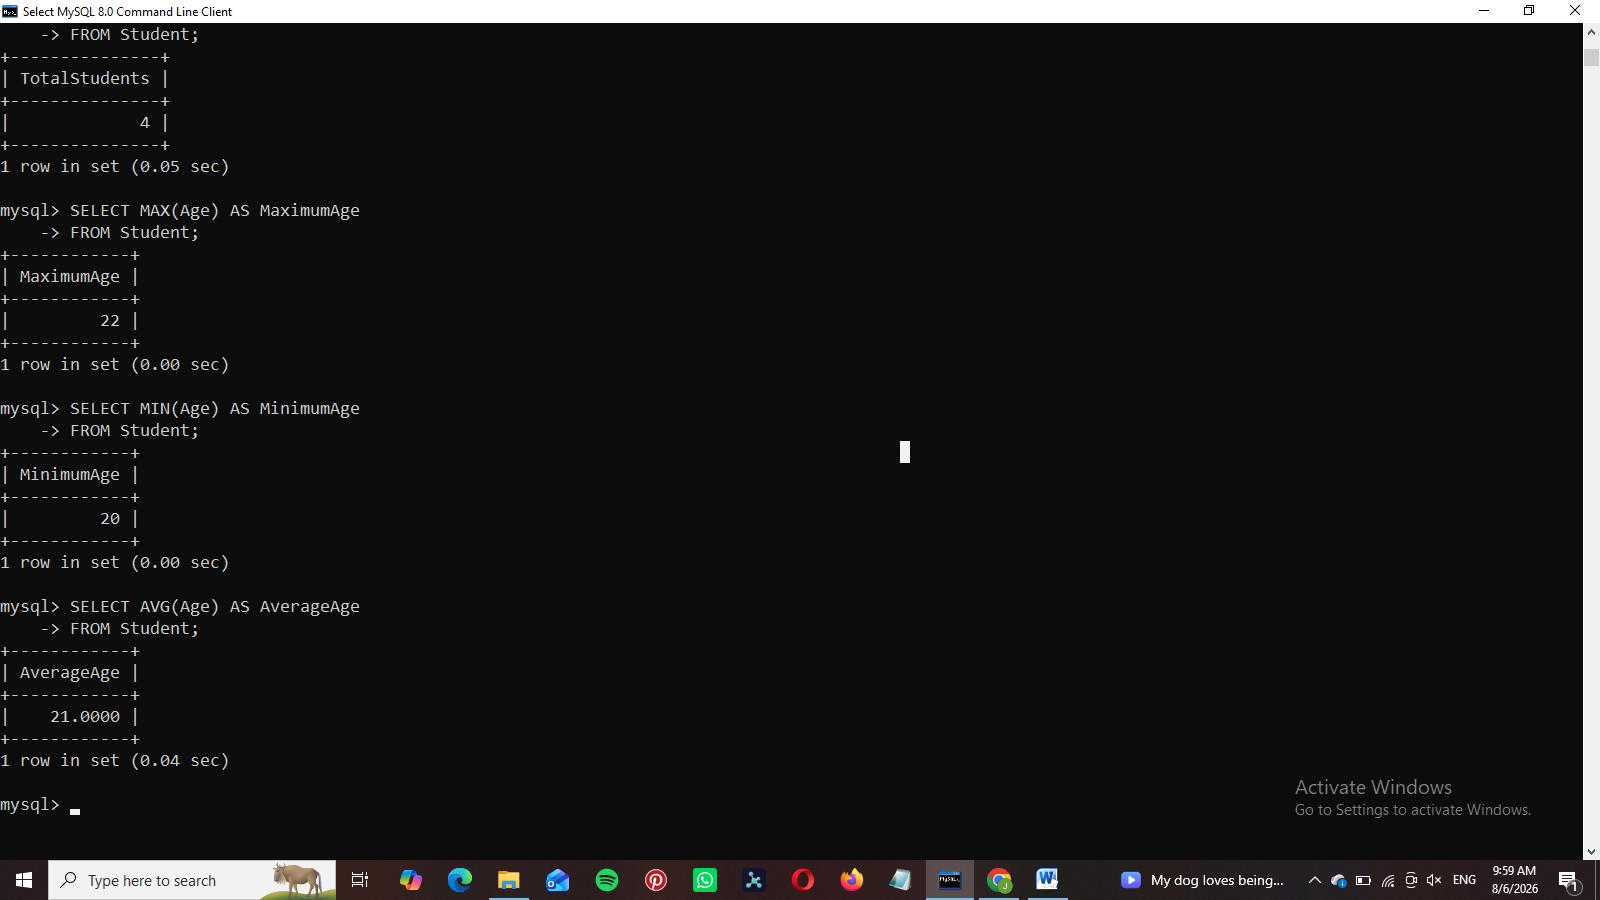 Select MySQL 8.0 Command Line Client
    -> FROM Student;
+---------------+
| TotalStudents |
+---------------+
|             4 |
+---------------+
1 row in set (0.05 sec)
mysql> SELECT MAX(Age) AS MaximumAge
    -> FROM Student;
+------------+
| MaximumAge |
+------------+
|         22 |
+------------+
1 row in set (0.00 sec)
mysql> SELECT MIN(Age) AS MinimumAge
    -> FROM Student;
+------------+
| MinimumAge |
+------------+
|         20 |
+------------+
1 row in set (0.00 sec)
mysql> SELECT AVG(Age) AS AverageAge
    -> FROM Student;
+------------+
| AverageAge |
+------------+
|    21.0000 |
+------------+
1 row in set (0.04 sec)
mysql>
Activate Windows
Go to Settings to activate Windows.
Type here to search
My dog loves being...
ENG
9:59 AM
8/6/2026
1